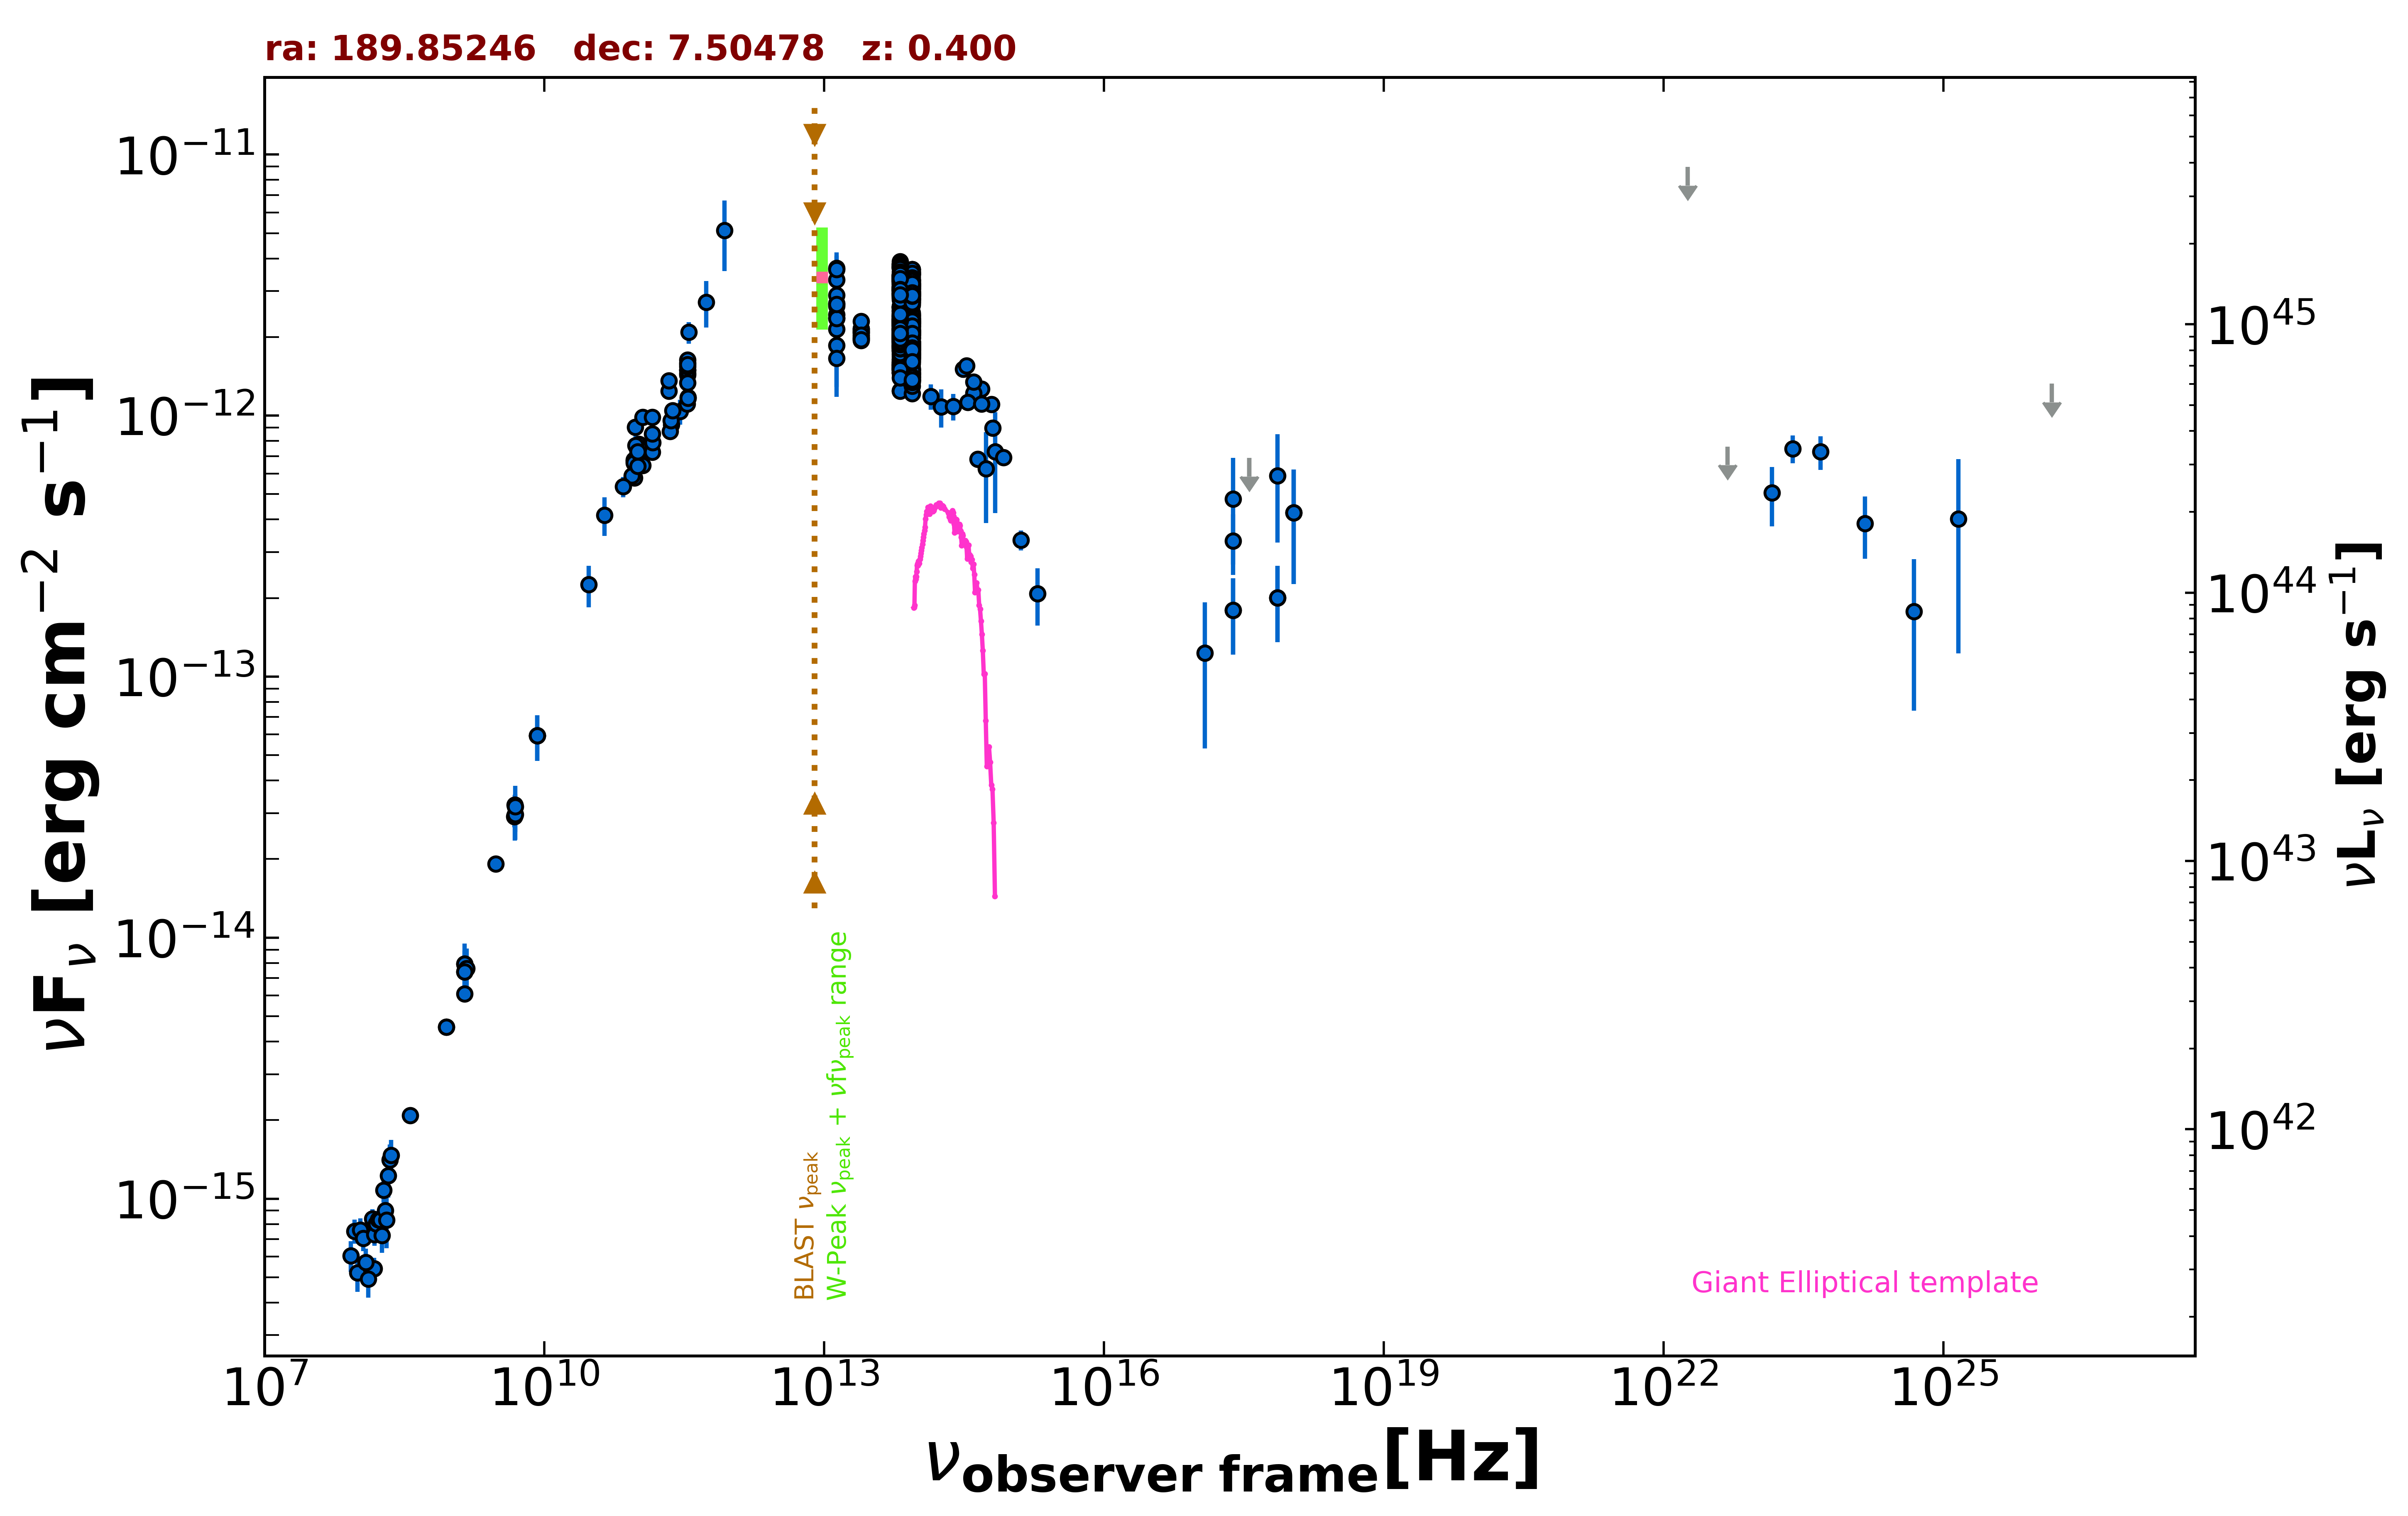 ra: 189.85246   dec: 7.50478   z: 0.400
10⁻¹¹
10⁻¹²
10⁻¹³
10⁻¹⁴
10⁻¹⁵
νFν [erg cm⁻² s⁻¹]
10⁴⁵
10⁴⁴
10⁴³
10⁴²
νLν [erg s⁻¹]
BLAST νpeak
W-Peak νpeak + νfνpeak range
Giant Elliptical template
10⁷ 10¹⁰ 10¹³ 10¹⁶ 10¹⁹ 10²² 10²⁵
νobserver frame[Hz]